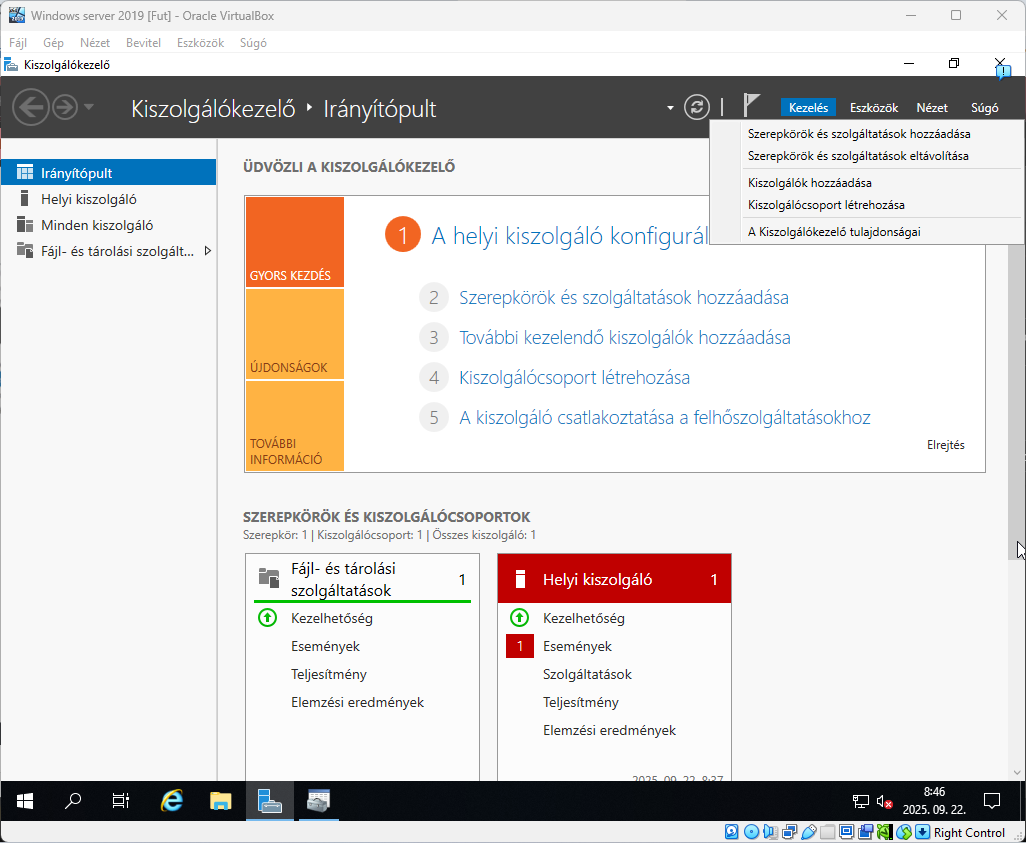 Windows server 2019 [Fut] - Oracle VirtualBox
Fájl Gép Nézet Bevitel Eszközök Súgó
Kiszolgálókezelő
Kiszolgálókezelő Irányítópult
Kezelés Eszközök Nézet Súgó
Szerepkörök és szolgáltatások hozzáadása
Szerepkörök és szolgáltatások eltávolítása
Kiszolgálók hozzáadása
Kiszolgálócsoport létrehozása
A Kiszolgálókezelő tulajdonságai
Irányítópult
Helyi kiszolgáló
Minden kiszolgáló
Fájl- és tárolási szolgált...
ÜDVÖZLI A KISZOLGÁLÓKEZELŐ
GYORS KEZDÉS
ÚJDONSÁGOK
TOVÁBBI
INFORMÁCIÓ
1 A helyi kiszolgáló konfigurál
2 Szerepkörök és szolgáltatások hozzáadása
3 További kezelendő kiszolgálók hozzáadása
4 Kiszolgálócsoport létrehozása
5 A kiszolgáló csatlakoztatása a felhőszolgáltatásokhoz
Elrejtés
SZEREPKÖRÖK ÉS KISZOLGÁLÓCSOPORTOK
Szerepkör: 1 | Kiszolgálócsoport: 1 | Összes kiszolgáló: 1
Fájl- és tárolási
szolgáltatások 1
Kezelhetőség
Események
Teljesítmény
Elemzési eredmények
Helyi kiszolgáló 1
Kezelhetőség
1 Események
Szolgáltatások
Teljesítmény
Elemzési eredmények
2025. 09. 22. 8:37
8:46
2025. 09. 22.
Right Control